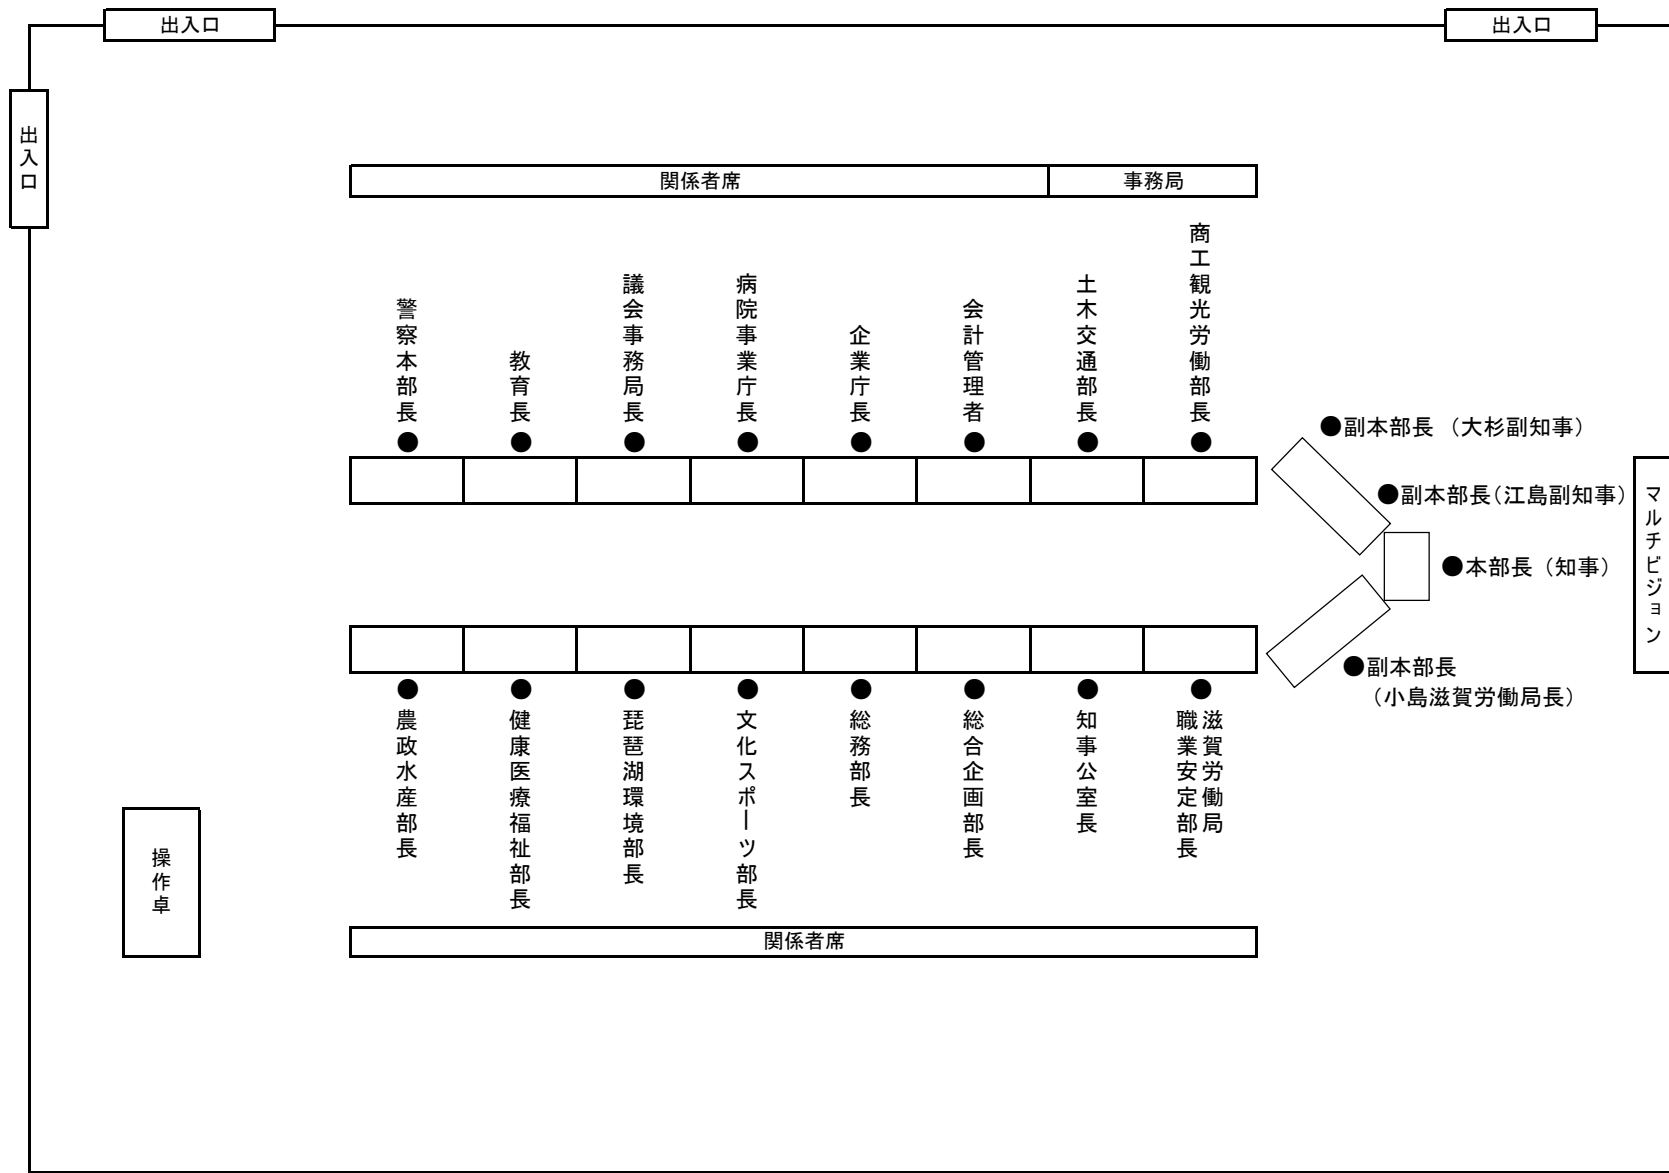 出入口
出入口
出入口
関係者席
事務局
警察本部長
教育長
議会事務局長
病院事業庁長
企業庁長
会計管理者
土木交通部長
商工観光労働部長
●副本部長（大杉副知事）
●副本部長(江島副知事)
●本部長（知事）
●副本部長
（小島滋賀労働局長）
マルチビジョン
農政水産部長
健康医療福祉部長
琵琶湖環境部長
文化スポーツ部長
総務部長
総合企画部長
知事公室長
滋賀労働局
職業安定部長
操作卓
関係者席